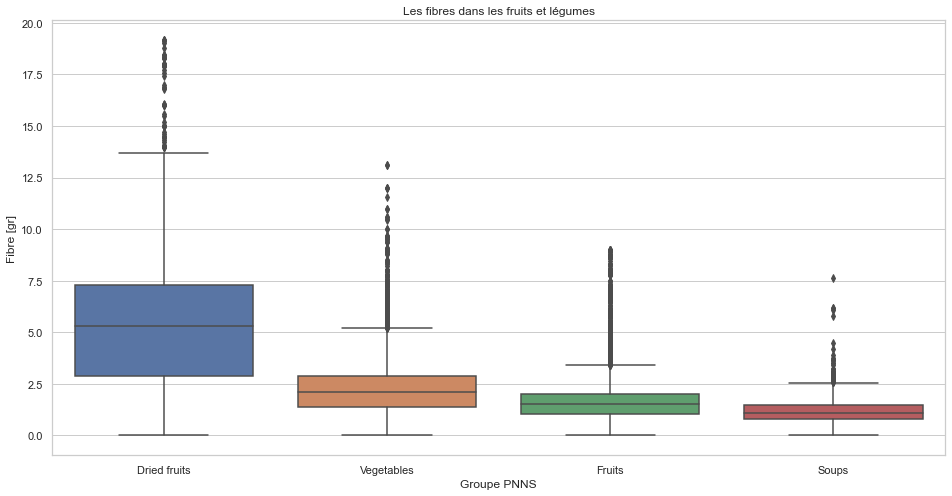 Les fibres dans les fruits et légumes
20.0
17.5
15.0
12.5
10.0
7.5
5.0
2.5
0.0
Fibre [gr]
Dried fruits
Vegetables
Fruits
Soups
Groupe PNNS